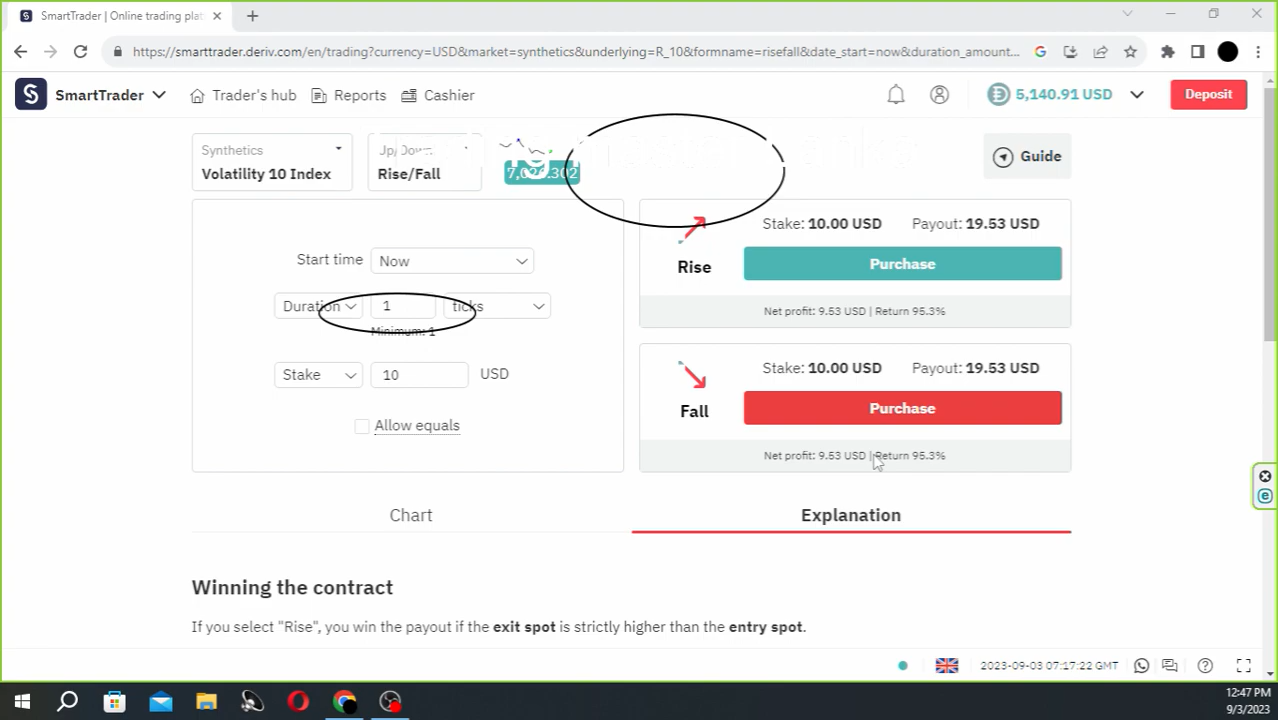 SmartTrader | Online trading plat
https://smarttrader.deriv.com/en/trading?currency=USD&market=synthetics&underlying=R_10&formname=risefall&date_start=now&duration_amount...
SmartTrader Trader's hub Reports Cashier 5,140.91 USD Deposit
Synthetics
Volatility 10 Index
Up/Down
Rise/Fall
Guide
Start time Now
Duration 1 ticks
Minimum: 1
Stake 10 USD
Allow equals
Stake: 10.00 USD Payout: 19.53 USD
Rise Purchase
Net profit: 9.53 USD | Return 95.3%
Stake: 10.00 USD Payout: 19.53 USD
Fall Purchase
Net profit: 9.53 USD | Return 95.3%
Chart Explanation
Winning the contract
If you select "Rise", you win the payout if the exit spot is strictly higher than the entry spot.
2023-09-03 07:17:22 GMT
12:47 PM
9/3/2023